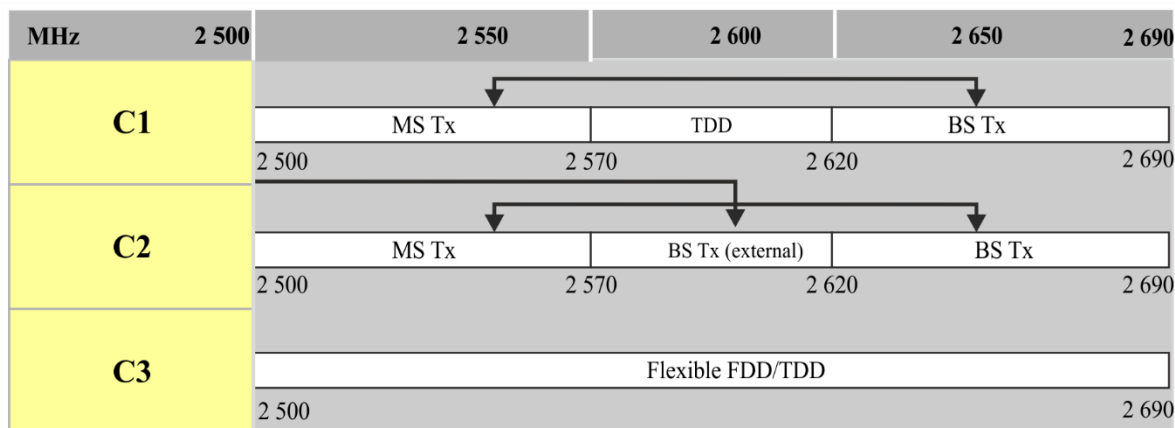 MHz 2 500 2 550 2 600 2 650 2 690
C1
MS Tx TDD BS Tx
2 500 2 570 2 620 2 690
C2
MS Tx BS Tx (external) BS Tx
2 500 2 570 2 620 2 690
C3
Flexible FDD/TDD
2 500 2 690